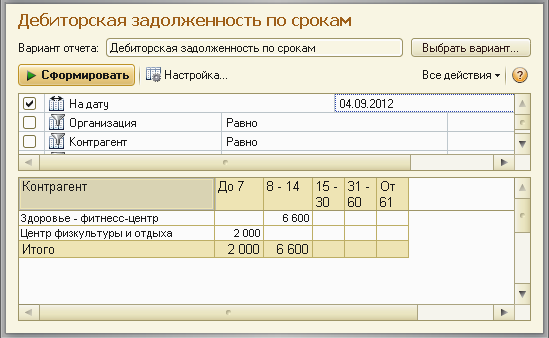 Дебиторская задолженность по срокам
Вариант отчета: Дебиторская задолженность по срокам Выбрать вариант...
Сформировать Настройка... Все действия ?
На дату 04.09.2012
Организация Равно
Контрагент Равно
Контрагент До 7 8 - 14 15 - 30 31 - 60 От 61
Здоровье - фитнесс-центр 6 600
Центр физкультуры и отдыха 2 000
Итого 2 000 6 600